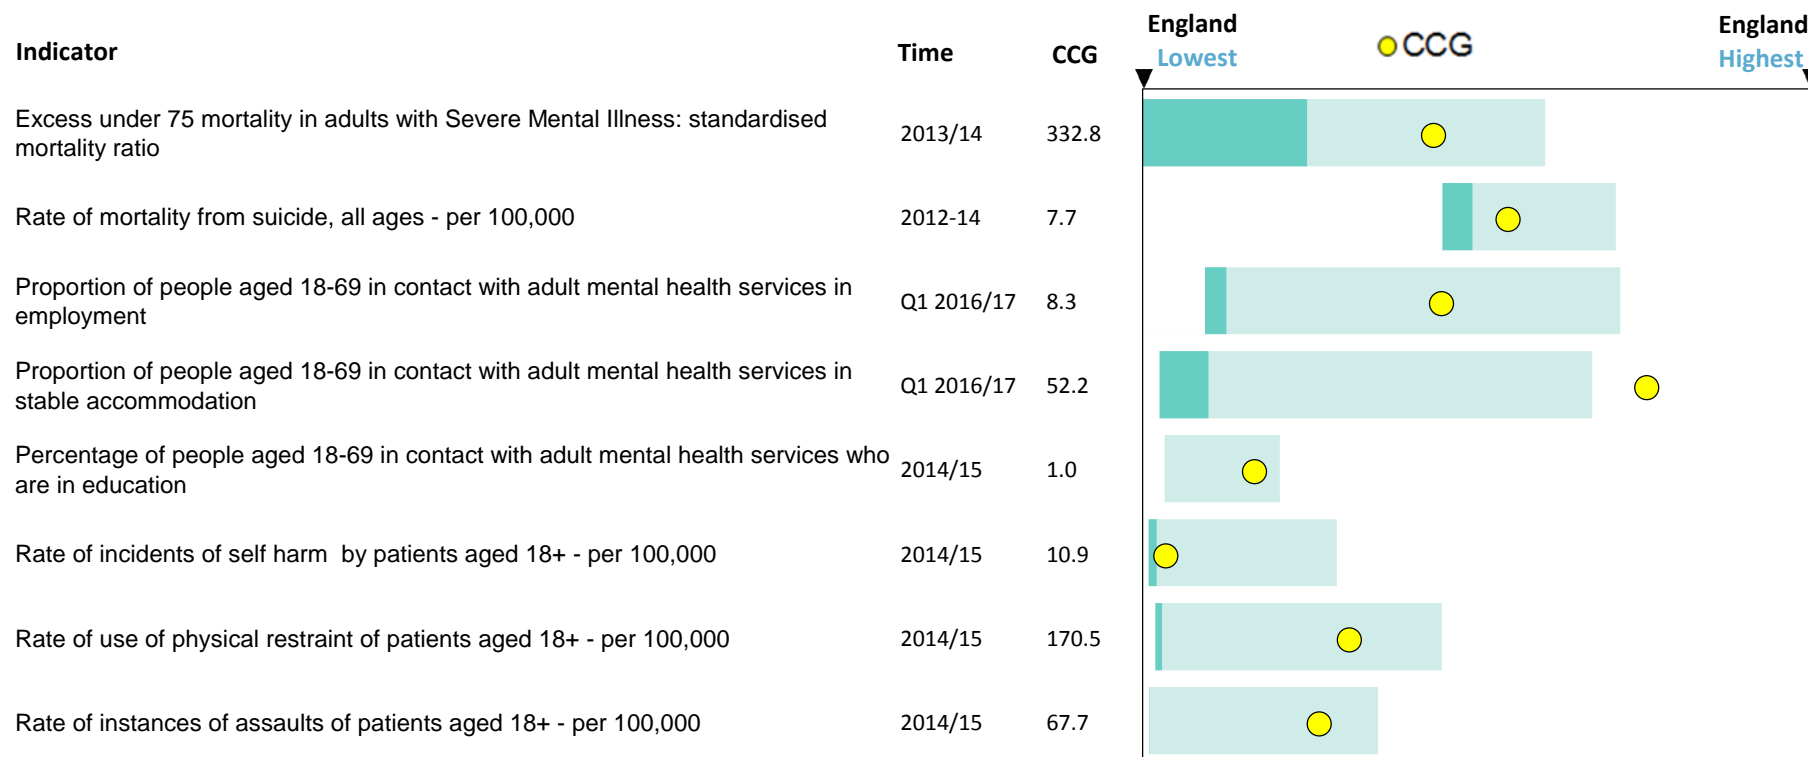 Indicator Time CCG England Lowest CCG England Highest
Excess under 75 mortality in adults with Severe Mental Illness: standardised
mortality ratio
2013/14 332.8
Rate of mortality from suicide, all ages - per 100,000 2012-14 7.7
Proportion of people aged 18-69 in contact with adult mental health services in
employment
Q1 2016/17 8.3
Proportion of people aged 18-69 in contact with adult mental health services in
stable accommodation
Q1 2016/17 52.2
Percentage of people aged 18-69 in contact with adult mental health services who
are in education
2014/15 1.0
Rate of incidents of self harm  by patients aged 18+ - per 100,000 2014/15 10.9
Rate of use of physical restraint of patients aged 18+ - per 100,000 2014/15 170.5
Rate of instances of assaults of patients aged 18+ - per 100,000 2014/15 67.7